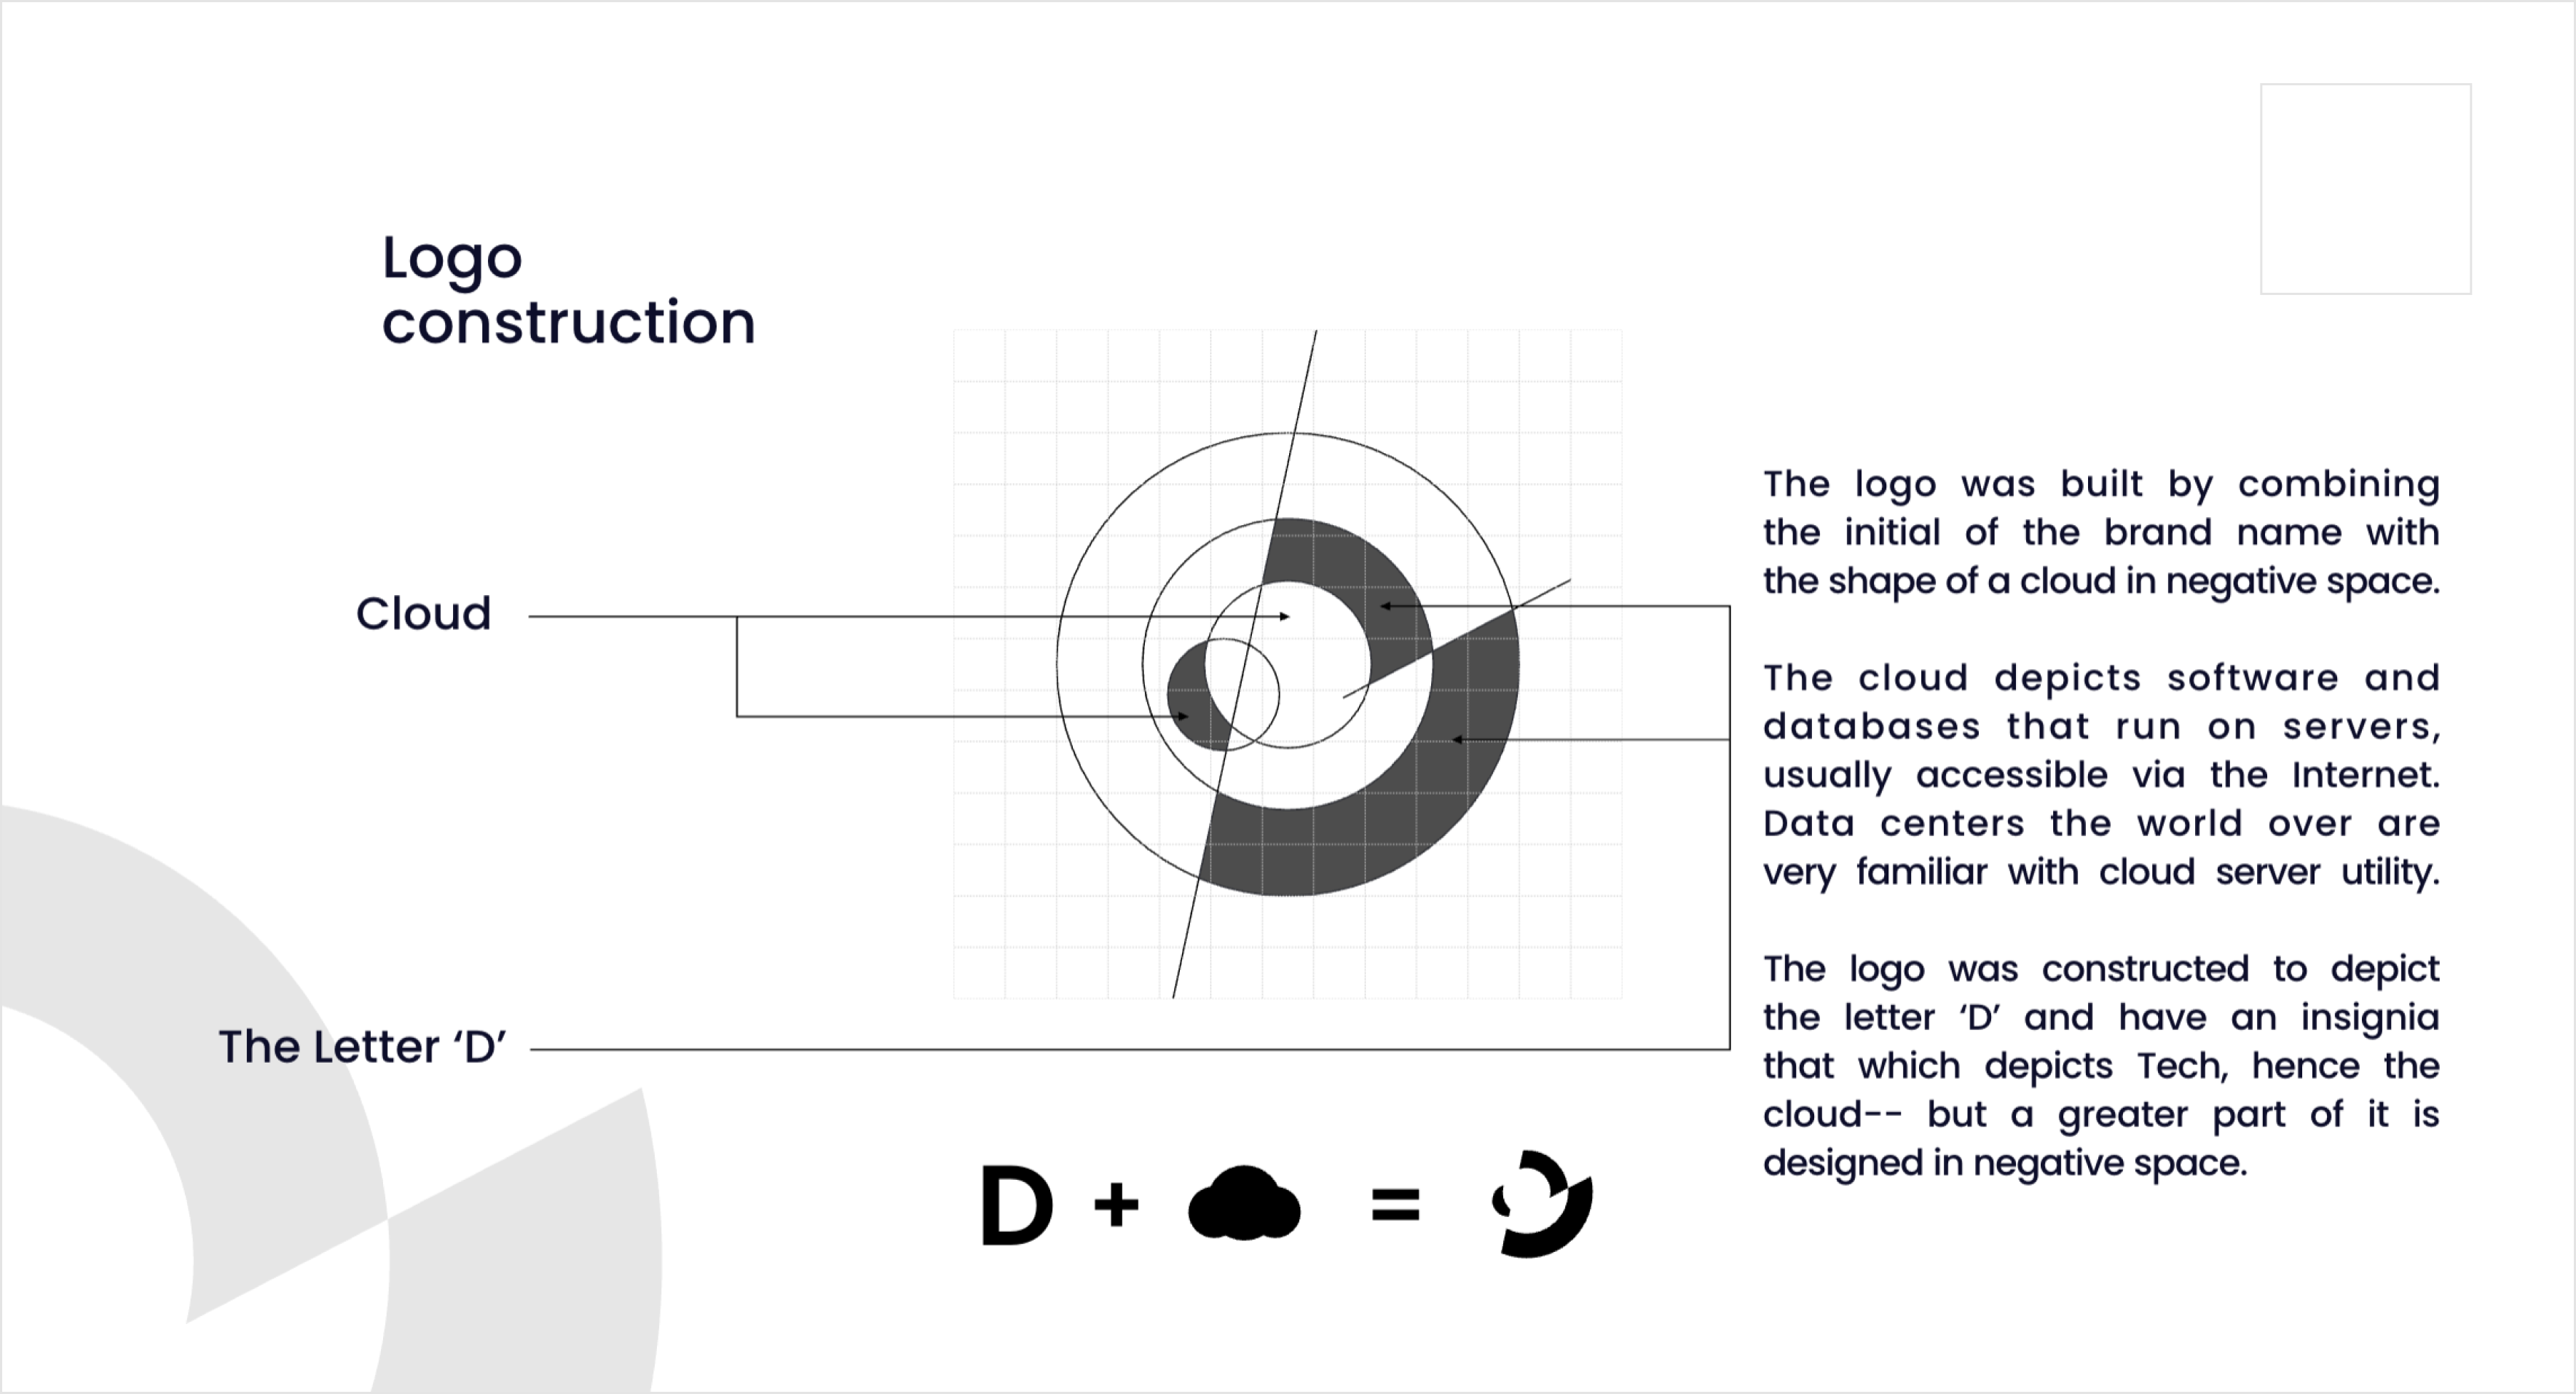 Logo
construction
Cloud
The Letter ‘D’
D + =
The logo was built by combining
the initial of the brand name with
the shape of a cloud in negative space.
The cloud depicts software and
databases that run on servers,
usually accessible via the Internet.
Data centers the world over are
very familiar with cloud server utility.
The logo was constructed to depict
the letter ‘D’ and have an insignia
that which depicts Tech, hence the
cloud-- but a greater part of it is
designed in negative space.